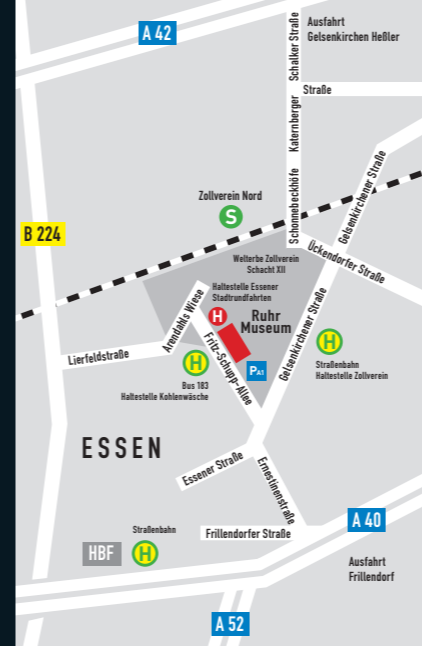 A 42
Ausfahrt
Gelsenkirchen Heßler
Schalker Straße
Straße
Katernberger
Gelsenkirchener Straße
Zollverein Nord
S
Schonnebeckhöfe
B 224
Welterbe Zollverein
Schacht XII
Ückendorfer Straße
Haltestelle Essener
Stadtrundfahrten
Arendahls Wiese
H
Ruhr
Museum
Gelsenkirchener Straße
H
Straßenbahn
Haltestelle Zollverein
Lierfeldstraße
H
Bus 183
Haltestelle Kohlenwäsche
Fritz-Schupp-Allee
PA1
ESSEN
Essener Straße
Ernestinenstraße
A 40
Straßenbahn
Frillendorfer Straße
HBF
H
Ausfahrt
Frillendorf
A 52